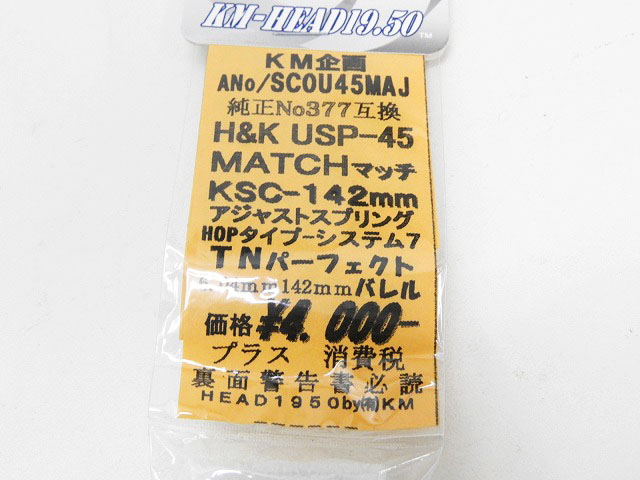 KM-HEAD19.50™
KM企画
ANo/SCOU45MAJ
純正No377互換
H&K USP-45
MATCHマッチ
KSC-142mm
アジャストスプリング
HOPタイプ-システム7
TNパーフェクト
142mmバレル
価格¥4,000-
プラス 消費税
裏面警告書必読
HEAD1950by㈲KM